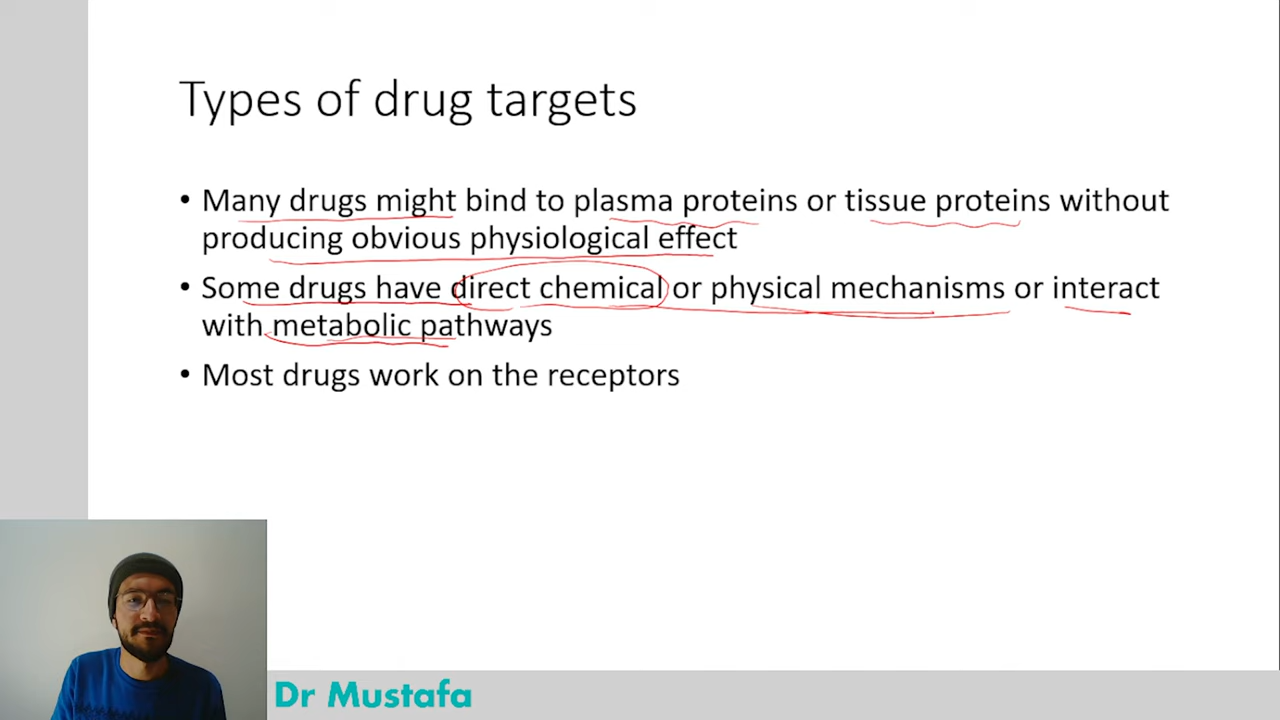 Types of drug targets
• Many drugs might bind to plasma proteins or tissue proteins without
producing obvious physiological effect
• Some drugs have direct chemical or physical mechanisms or interact
with metabolic pathways
• Most drugs work on the receptors
Dr Mustafa